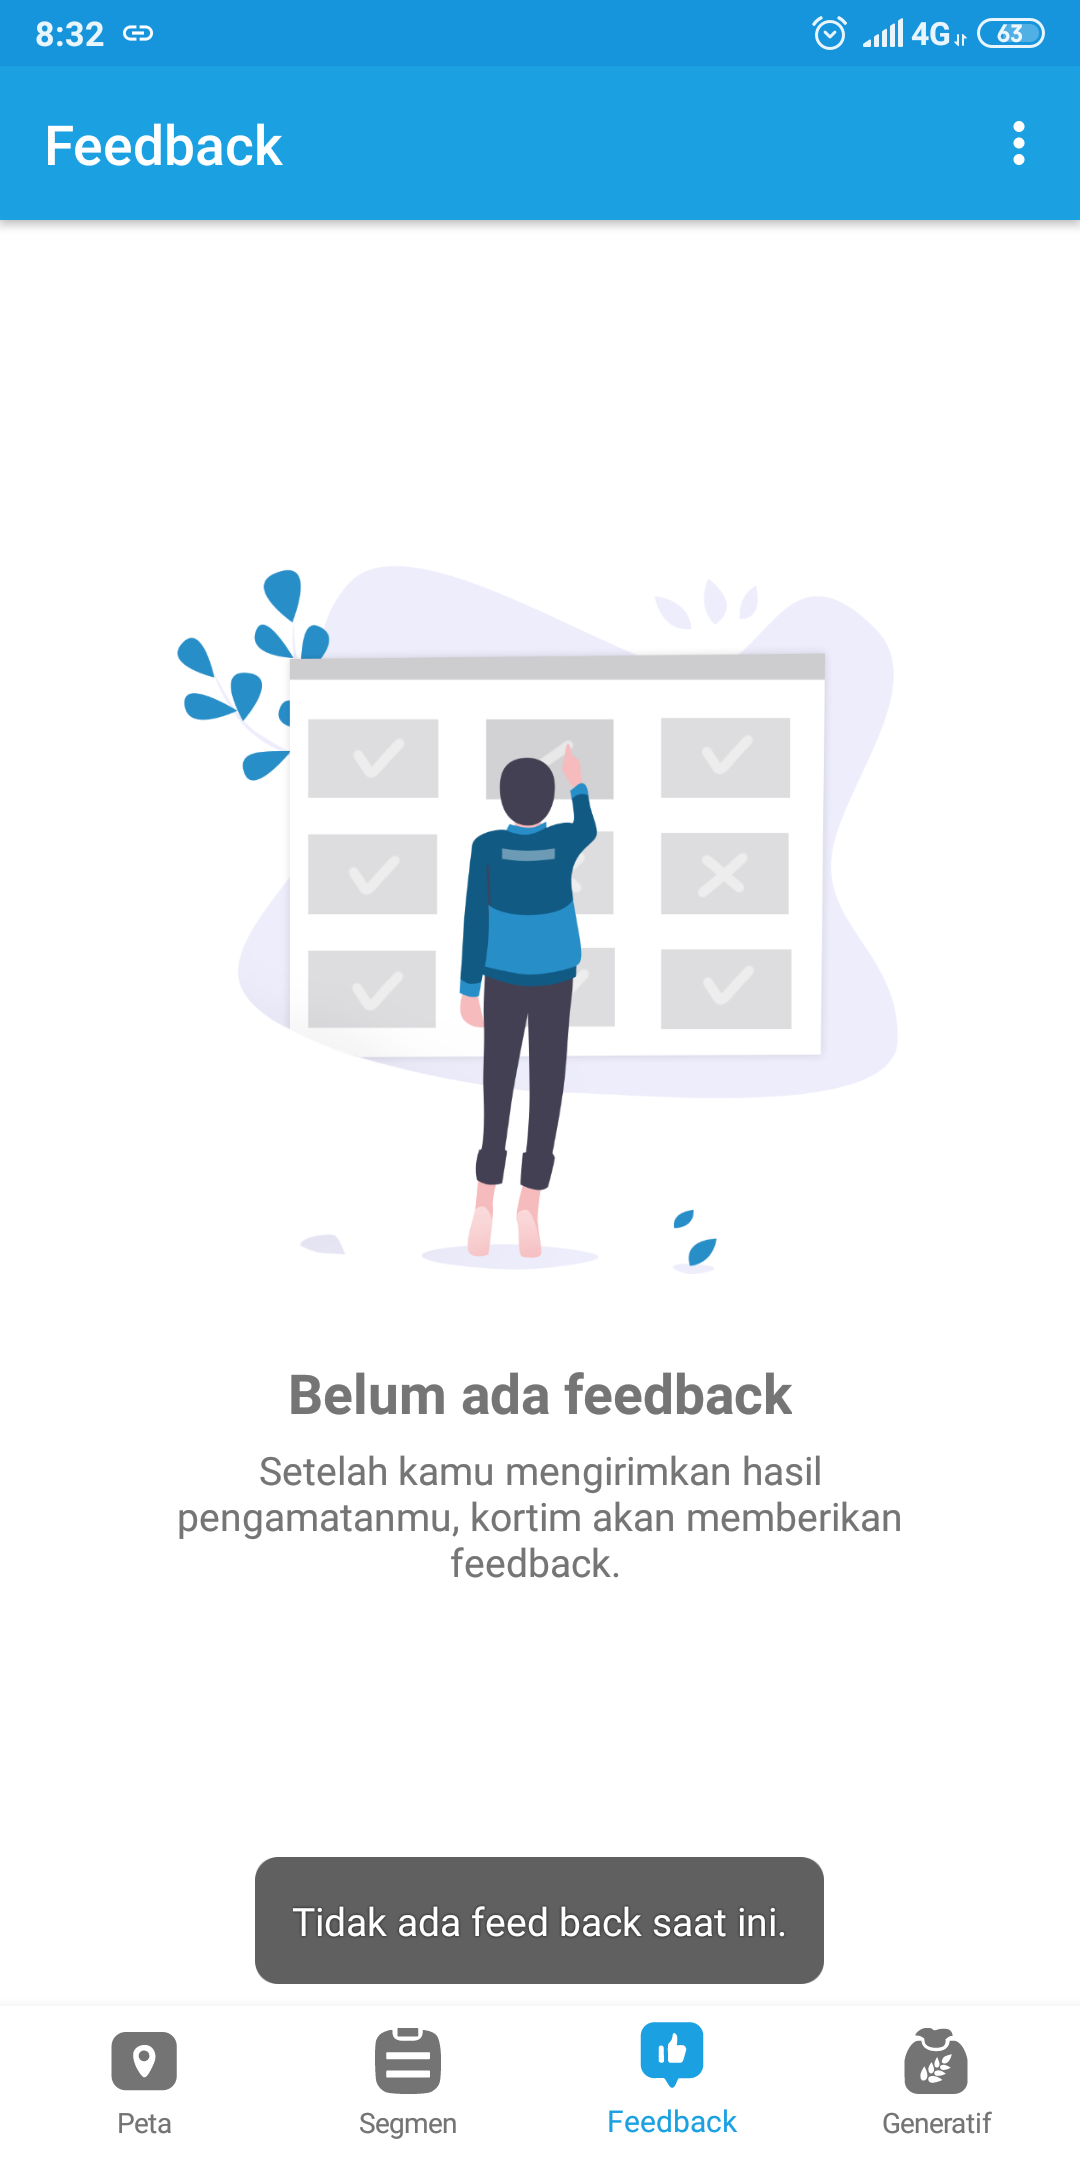 8:32
4G
63
Feedback
Belum ada feedback
Setelah kamu mengirimkan hasil
pengamatanmu, kortim akan memberikan
feedback.
Tidak ada feed back saat ini.
Peta
Segmen
Feedback
Generatif